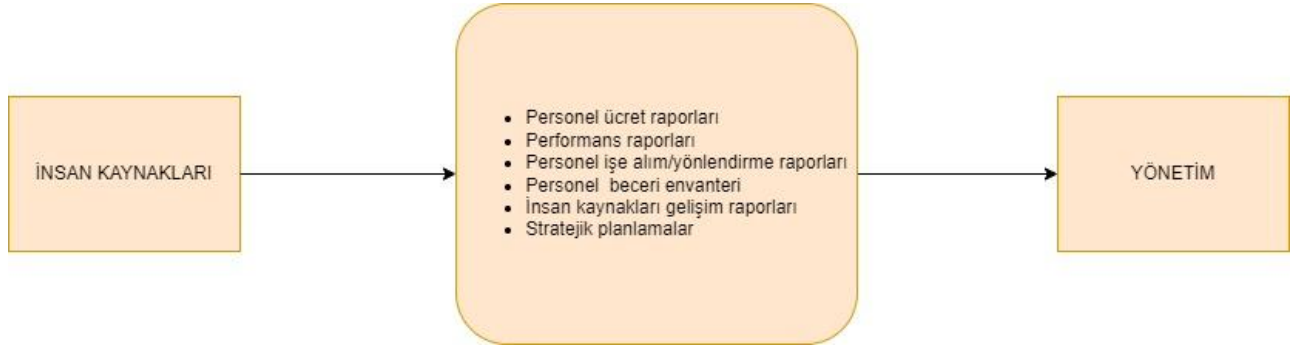 İNSAN KAYNAKLARI
• Personel ücret raporları
• Performans raporları
• Personel işe alım/yönlendirme raporları
• Personel  beceri envanteri
• İnsan kaynakları gelişim raporları
• Stratejik planlamalar
YÖNETİM